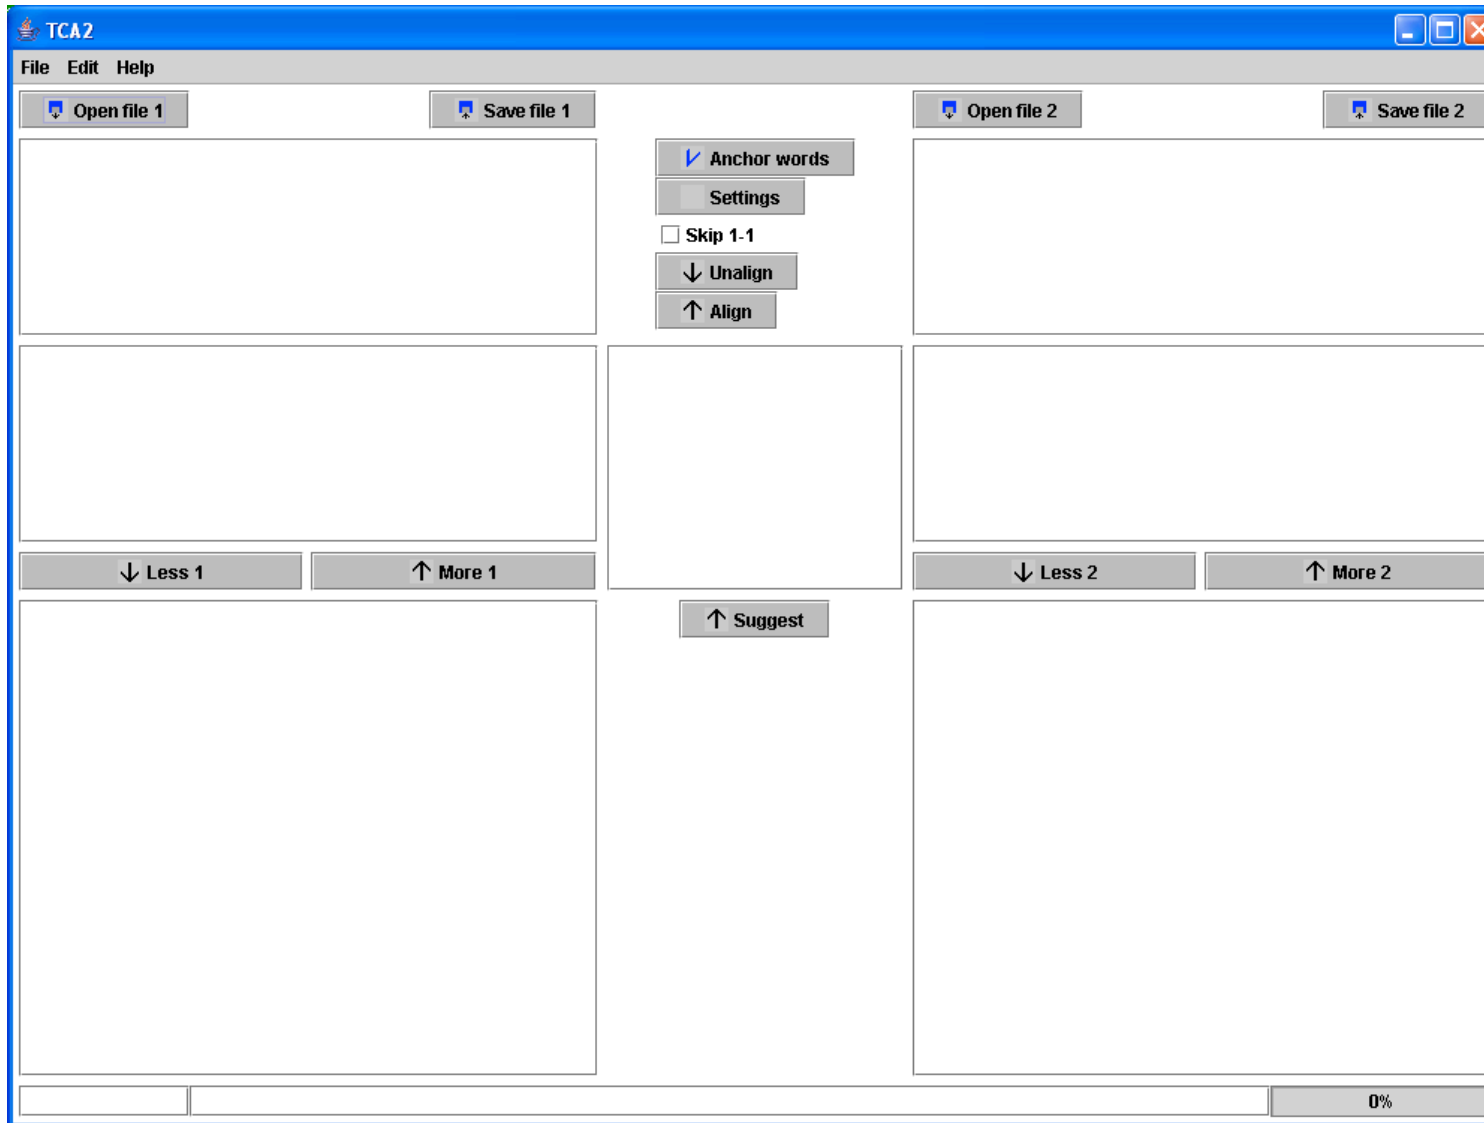 TCA2
File Edit Help
Open file 1 Save file 1 Open file 2 Save file 2
Anchor words
Settings
Skip 1-1
Unalign
Align
Less 1 More 1 Less 2 More 2
Suggest
0%